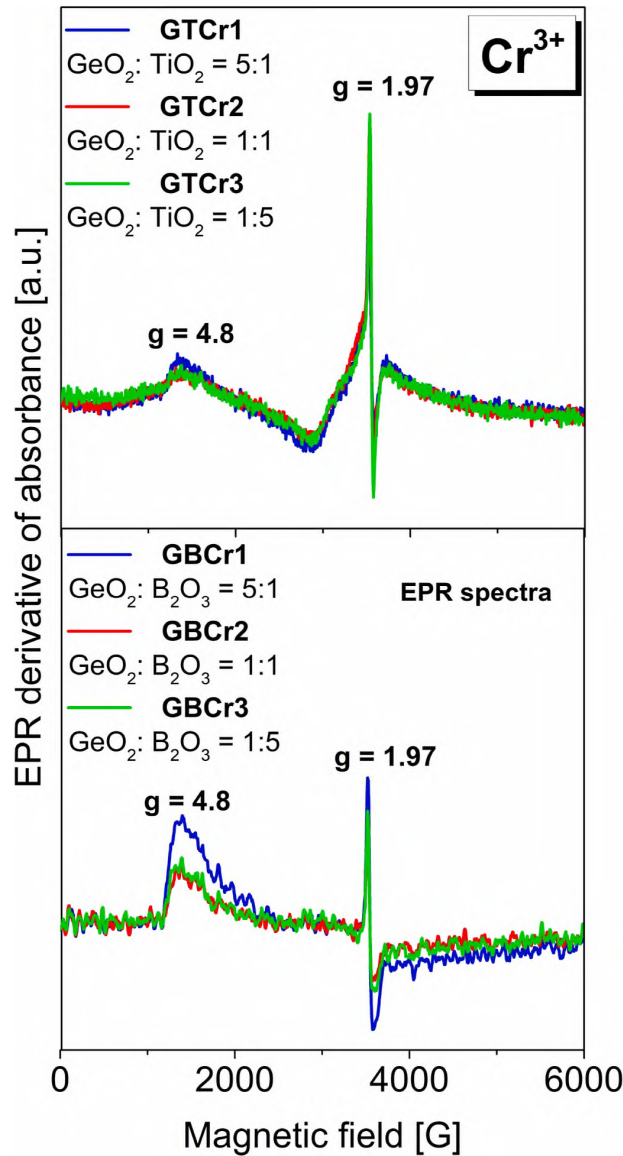 GTCr1
GeO₂: TiO₂ = 5:1
GTCr2
GeO₂: TiO₂ = 1:1
GTCr3
GeO₂: TiO₂ = 1:5
Cr³⁺
g = 1.97
g = 4.8
GBCr1
GeO₂: B₂O₃ = 5:1
GBCr2
GeO₂: B₂O₃ = 1:1
GBCr3
GeO₂: B₂O₃ = 1:5
EPR spectra
g = 1.97
g = 4.8
EPR derivative of absorbance [a.u.]
0 2000 4000 6000
Magnetic field [G]